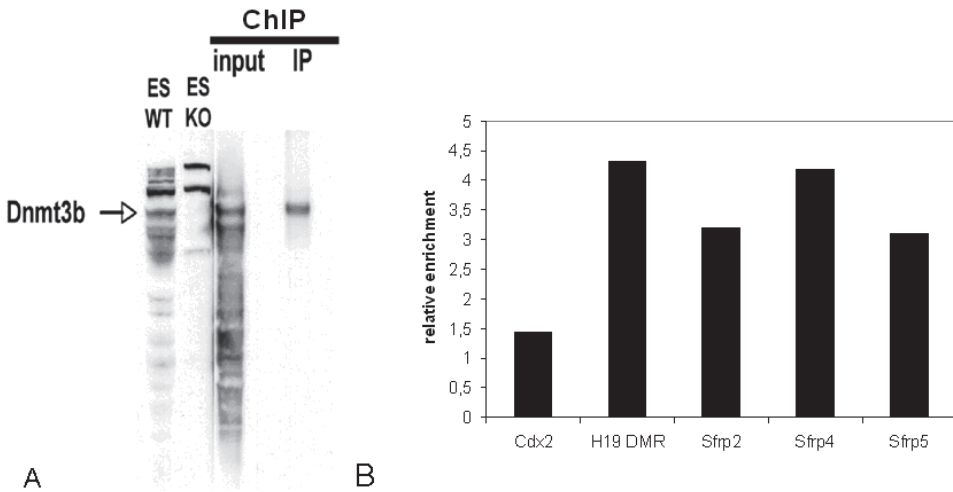 ChIP
input IP
ES WT
ES KO
Dnmt3b
A
relative enrichment
5
4,5
4
3,5
3
2,5
2
1,5
1
0,5
0
Cdx2 H19 DMR Sfrp2 Sfrp4 Sfrp5
B